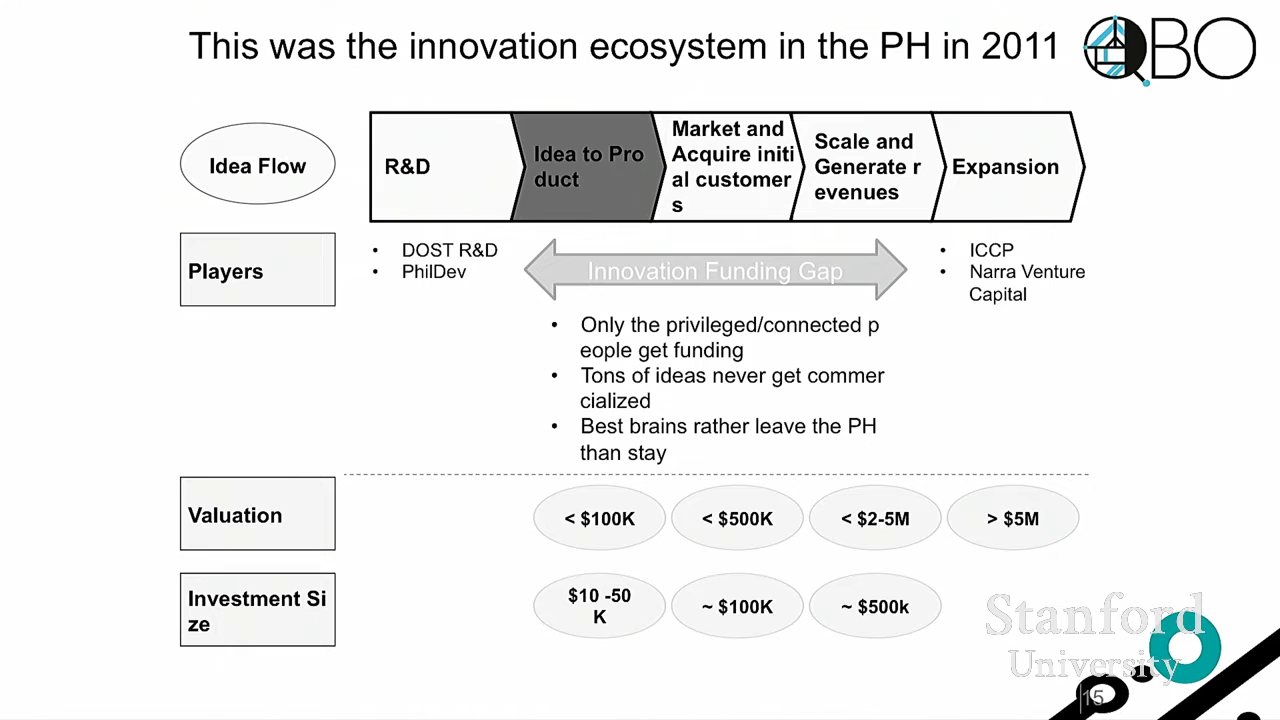 This was the innovation ecosystem in the PH in 2011
QBO
Idea Flow
R&D
Idea to Pro
duct
Market and
Acquire initi
al customer
s
Scale and
Generate r
evenues
Expansion
Players
• DOST R&D
• PhilDev
Innovation Funding Gap
• ICCP
• Narra Venture
Capital
• Only the privileged/connected p
eople get funding
• Tons of ideas never get commer
cialized
• Best brains rather leave the PH
than stay
Valuation
< $100K
< $500K
< $2-5M
> $5M
Investment Si
ze
$10 -50
K
~ $100K
~ $500k
Stanford
University
15